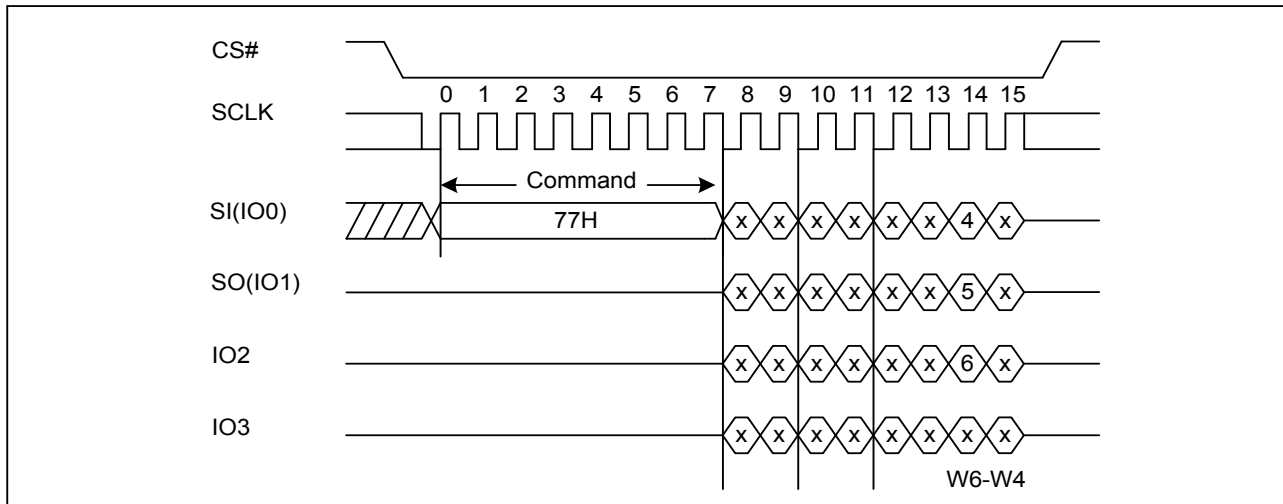 CS#
0 1 2 3 4 5 6 7 8 9 10 11 12 13 14 15
SCLK
Command
SI(IO0) 77H x x x x x x 4 x
SO(IO1) x x x x x x 5 x
IO2 x x x x x x 6 x
IO3 x x x x x x x x
W6-W4